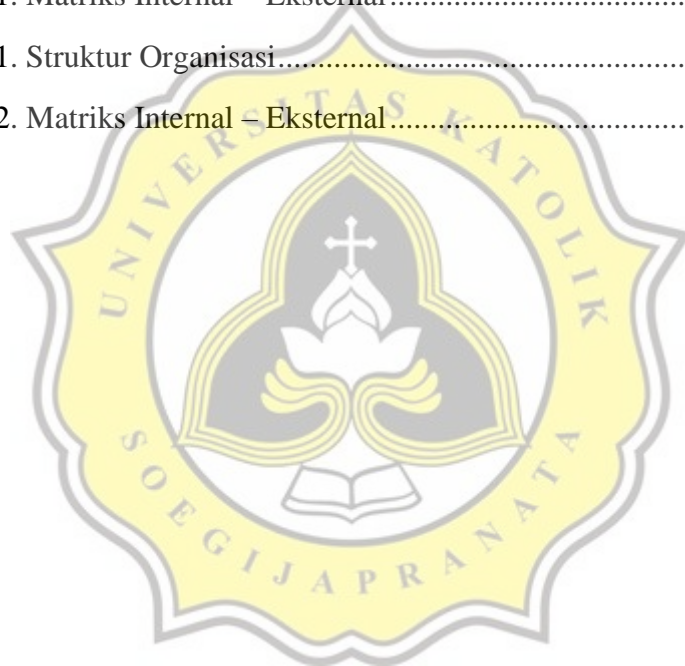 1. Matriks Internal – Eksternal
1. Struktur Organisasi
2. Matriks Internal – Eksternal
UNIVERSITAS KATOLIK
SOEGIJAPRANATA